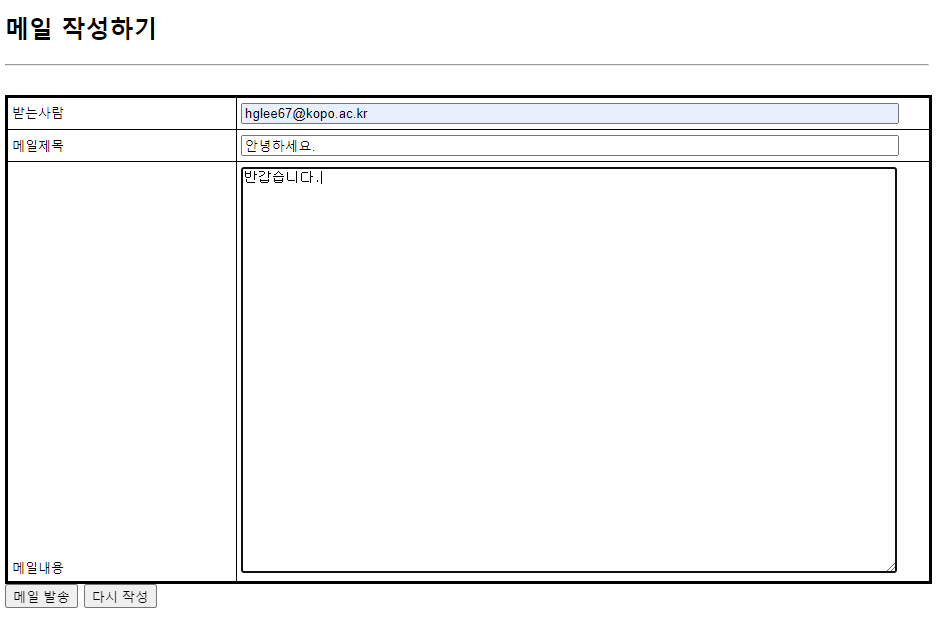 메일 작성하기
받는사람
hglee67@kopo.ac.kr
메일제목
안녕하세요.
반갑습니다.
메일내용
메일 발송 다시 작성